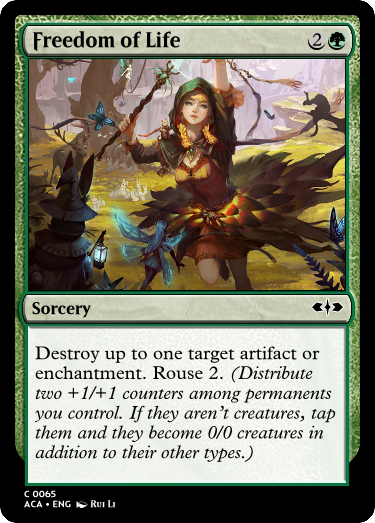 Freedom of Life 2
Sorcery
Destroy up to one target artifact or
enchantment. Rouse 2. (Distribute
two +1/+1 counters among permanents
you control. If they aren't creatures, tap
them and they become 0/0 creatures in
addition to their other types.)
C 0065
ACA • ENG Rui Li